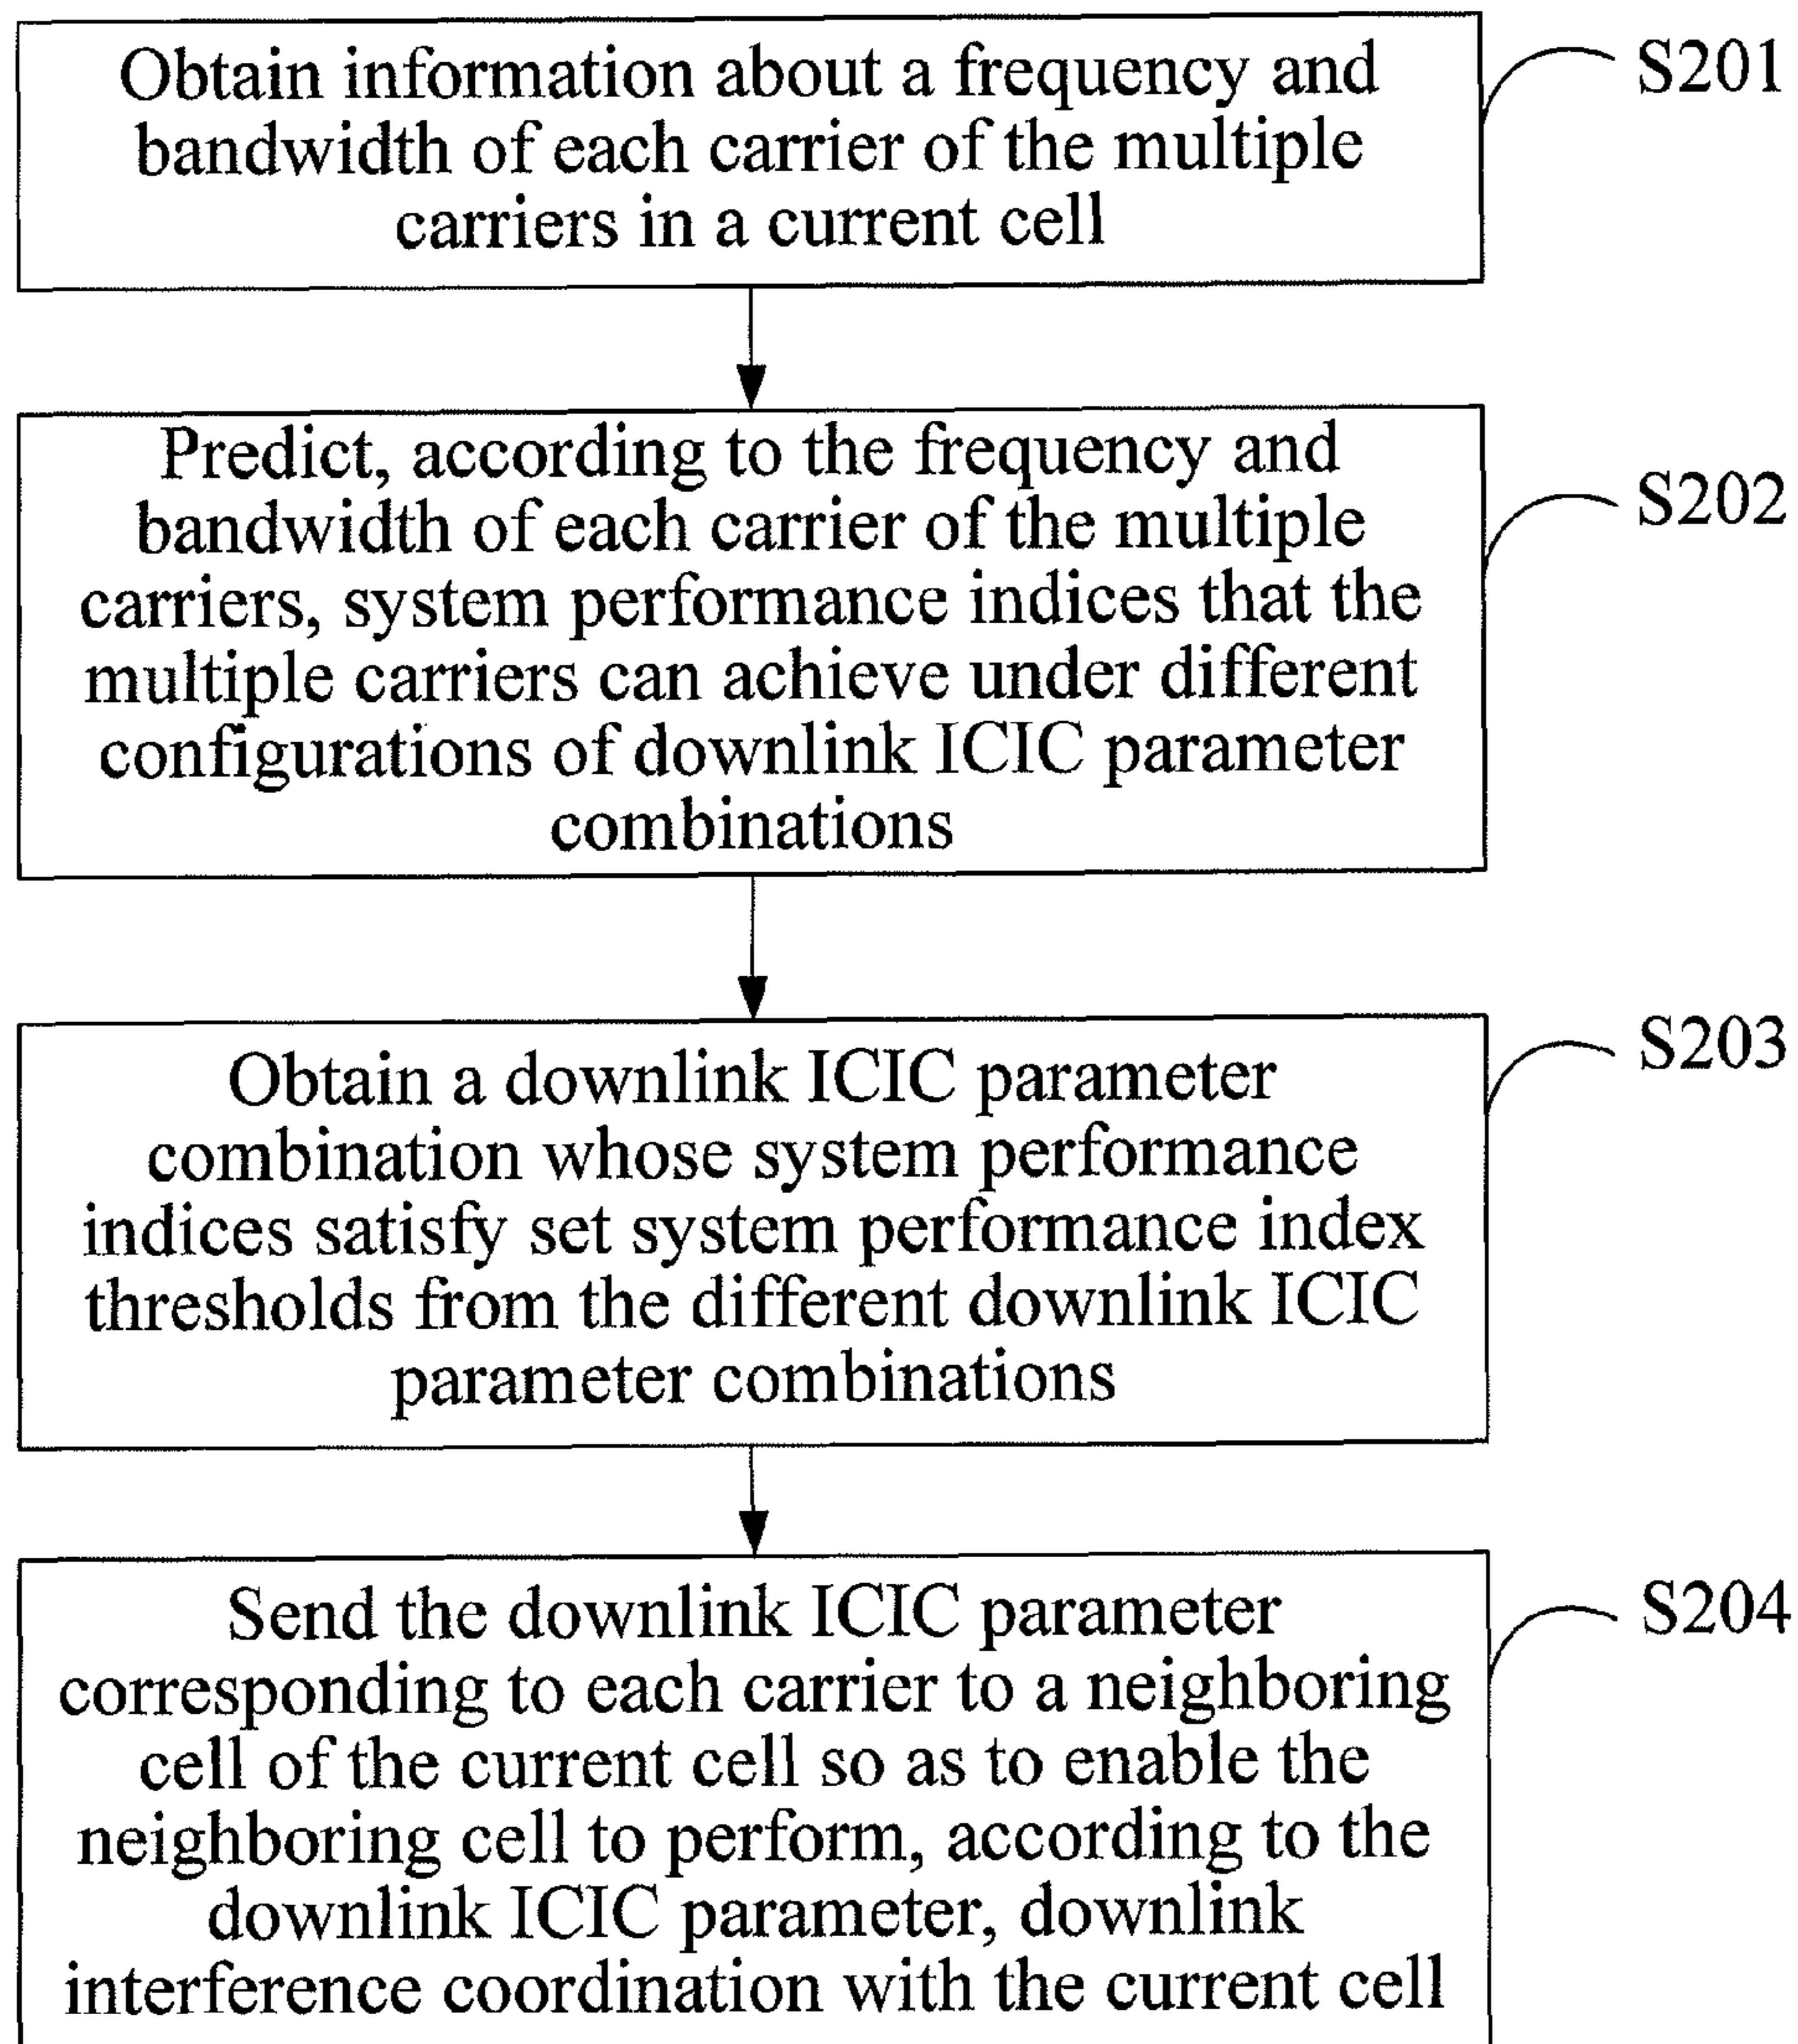 Obtain information about a frequency and
bandwidth of each carrier of the multiple
carriers in a current cell
S201
Predict, according to the frequency and
bandwidth of each carrier of the multiple
carriers, system performance indices that the
multiple carriers can achieve under different
configurations of downlink ICIC parameter
combinations
S202
Obtain a downlink ICIC parameter
combination whose system performance
indices satisfy set system performance index
thresholds from the different downlink ICIC
parameter combinations
S203
Send the downlink ICIC parameter
corresponding to each carrier to a neighboring
cell of the current cell so as to enable the
neighboring cell to perform, according to the
downlink ICIC parameter, downlink
interference coordination with the current cell
S204